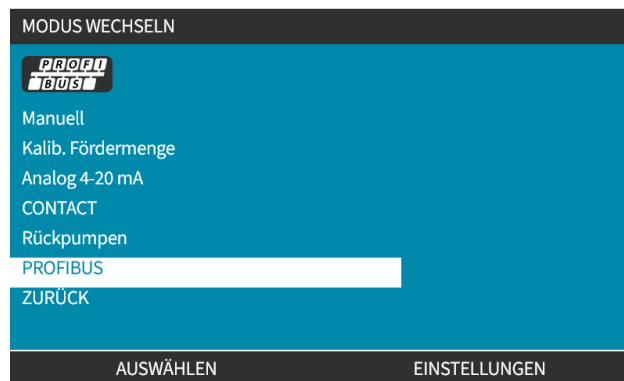 MODUS WECHSELN
PROFI
BUS
Manuell
Kalib. Fördermenge
Analog 4-20 mA
CONTACT
Rückpumpen
PROFIBUS
ZURÜCK
AUSWÄHLEN EINSTELLUNGEN